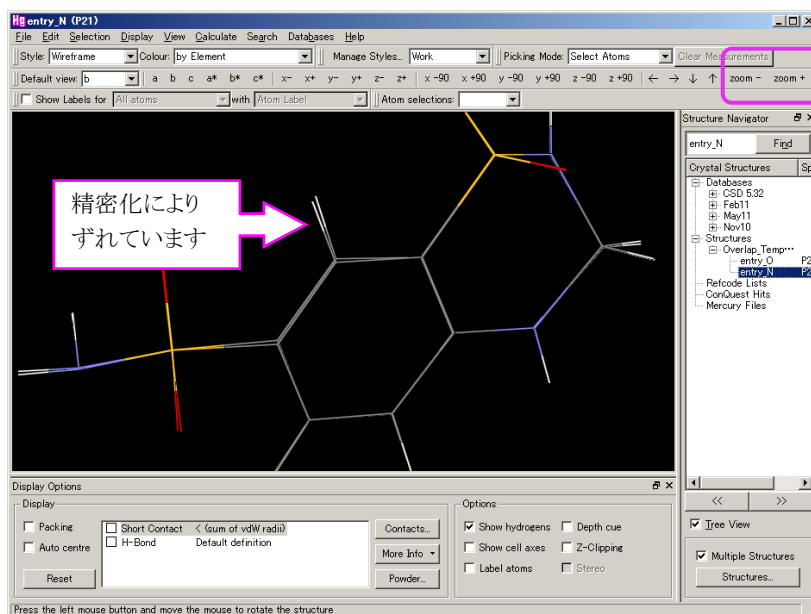 entry_N (P21)
File Edit Selection Display View Calculate Search Databases Help
Style: Wireframe Colour: by Element Manage Styles... Work Picking Mode: Select Atoms Clear Measurements
Default view: b a b c a* b* c* x- x+ y- y+ z- z+ x -90 x +90 y -90 y +90 z -90 z +90 ← → ↓ ↑ zoom - zoom +
Show Labels for All atoms with Atom Label Atom selections:
Structure Navigator
entry_N Find
Crystal Structures
Databases
CSD 5.32
Feb11
May11
Nov10
Structures
Overlap_Temp...
entry_O P2
entry_N P2
Refcode Lists
ConQuest Hits
Mercury Files
<< >>
Tree View
Multiple Structures
Structures...
精密化により
ずれています
Display Options
Display
Packing
Auto centre
Reset
Short Contact < (sum of vdW radii)
H-Bond Default definition
Contacts...
More Info
Powder...
Options
Show hydrogens Depth cue
Show cell axes Z-Clipping
Label atoms Stereo
Press the left mouse button and move the mouse to rotate the structure